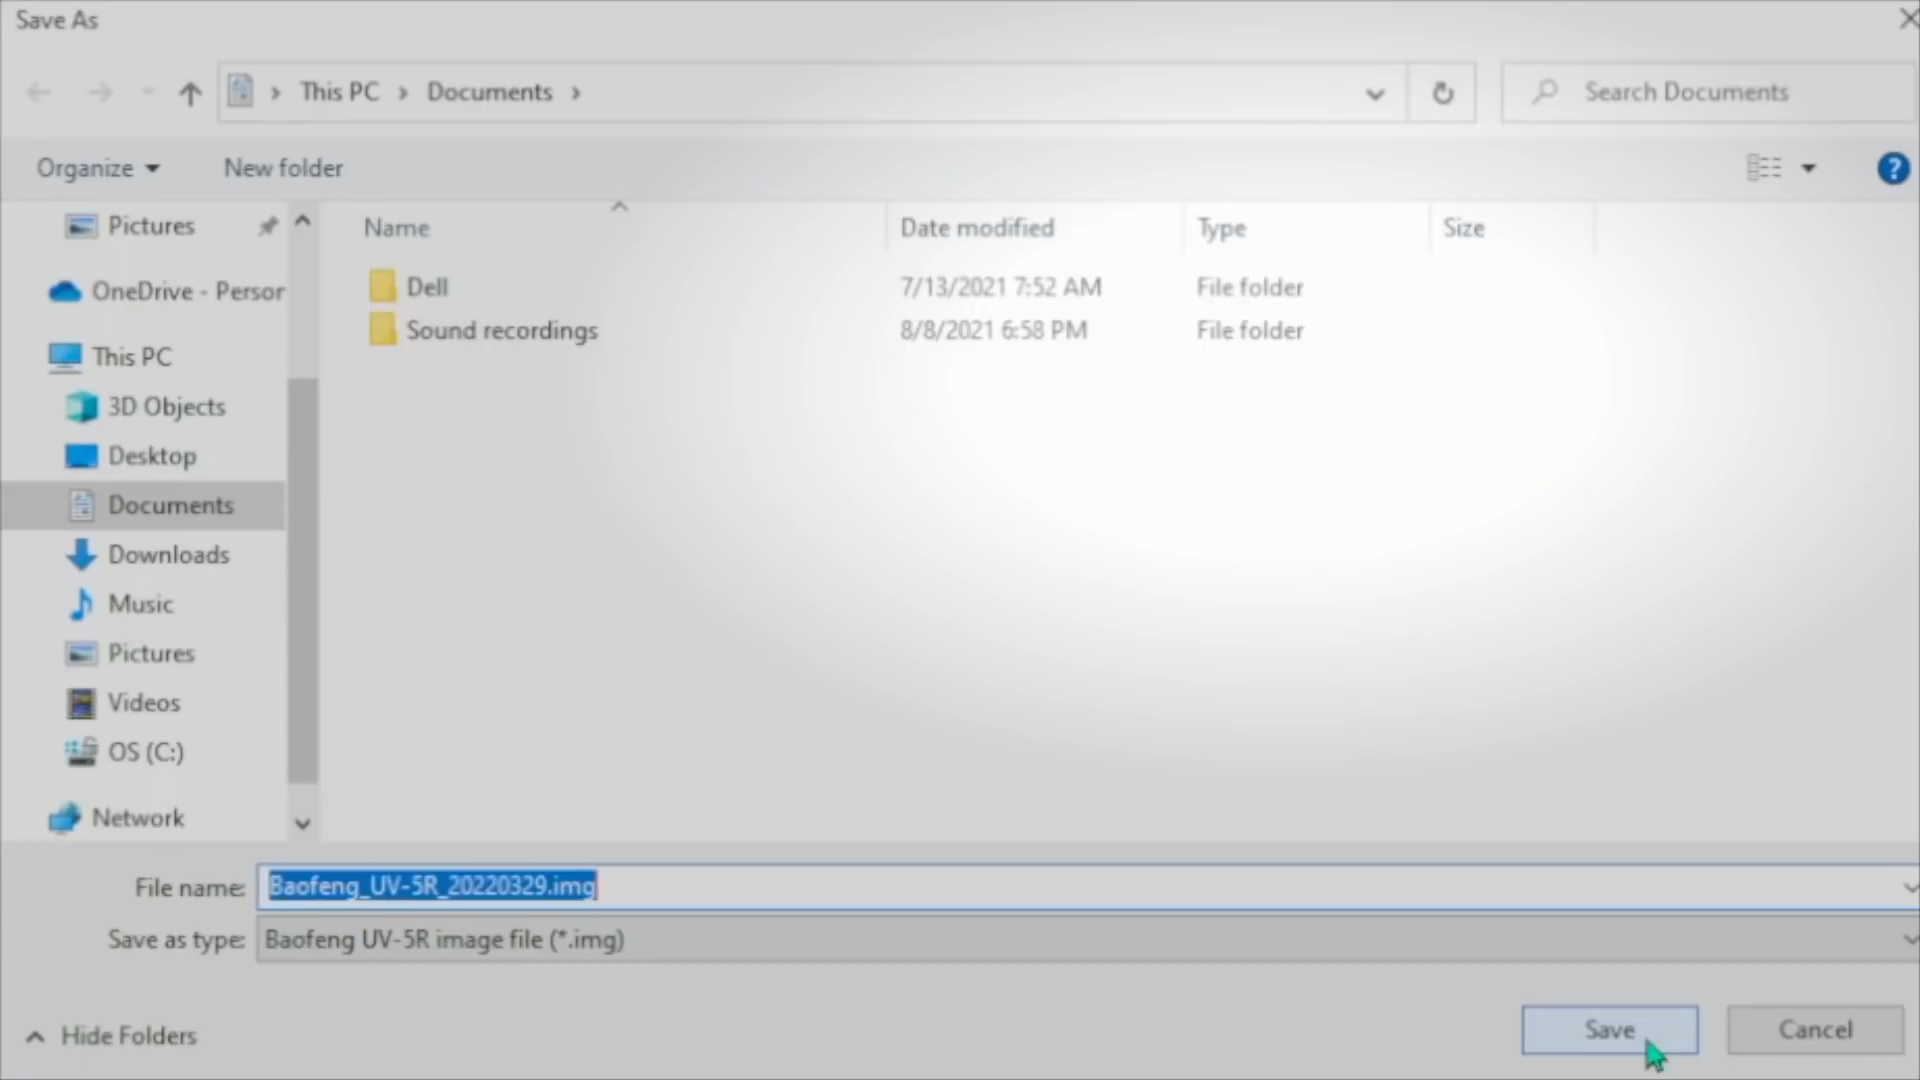 Save As
This PC > Documents >
Search Documents
Organize
New folder
?
Pictures
OneDrive - Person
This PC
3D Objects
Desktop
Documents
Downloads
Music
Pictures
Videos
OS (C:)
Network
Name Date modified Type Size
Dell 7/13/2021 7:52 AM File folder
Sound recordings 8/8/2021 6:58 PM File folder
File name: Baofeng_UV-5R_20220329.img
Save as type: Baofeng UV-5R image file (*.img)
Hide Folders
Save
Cancel